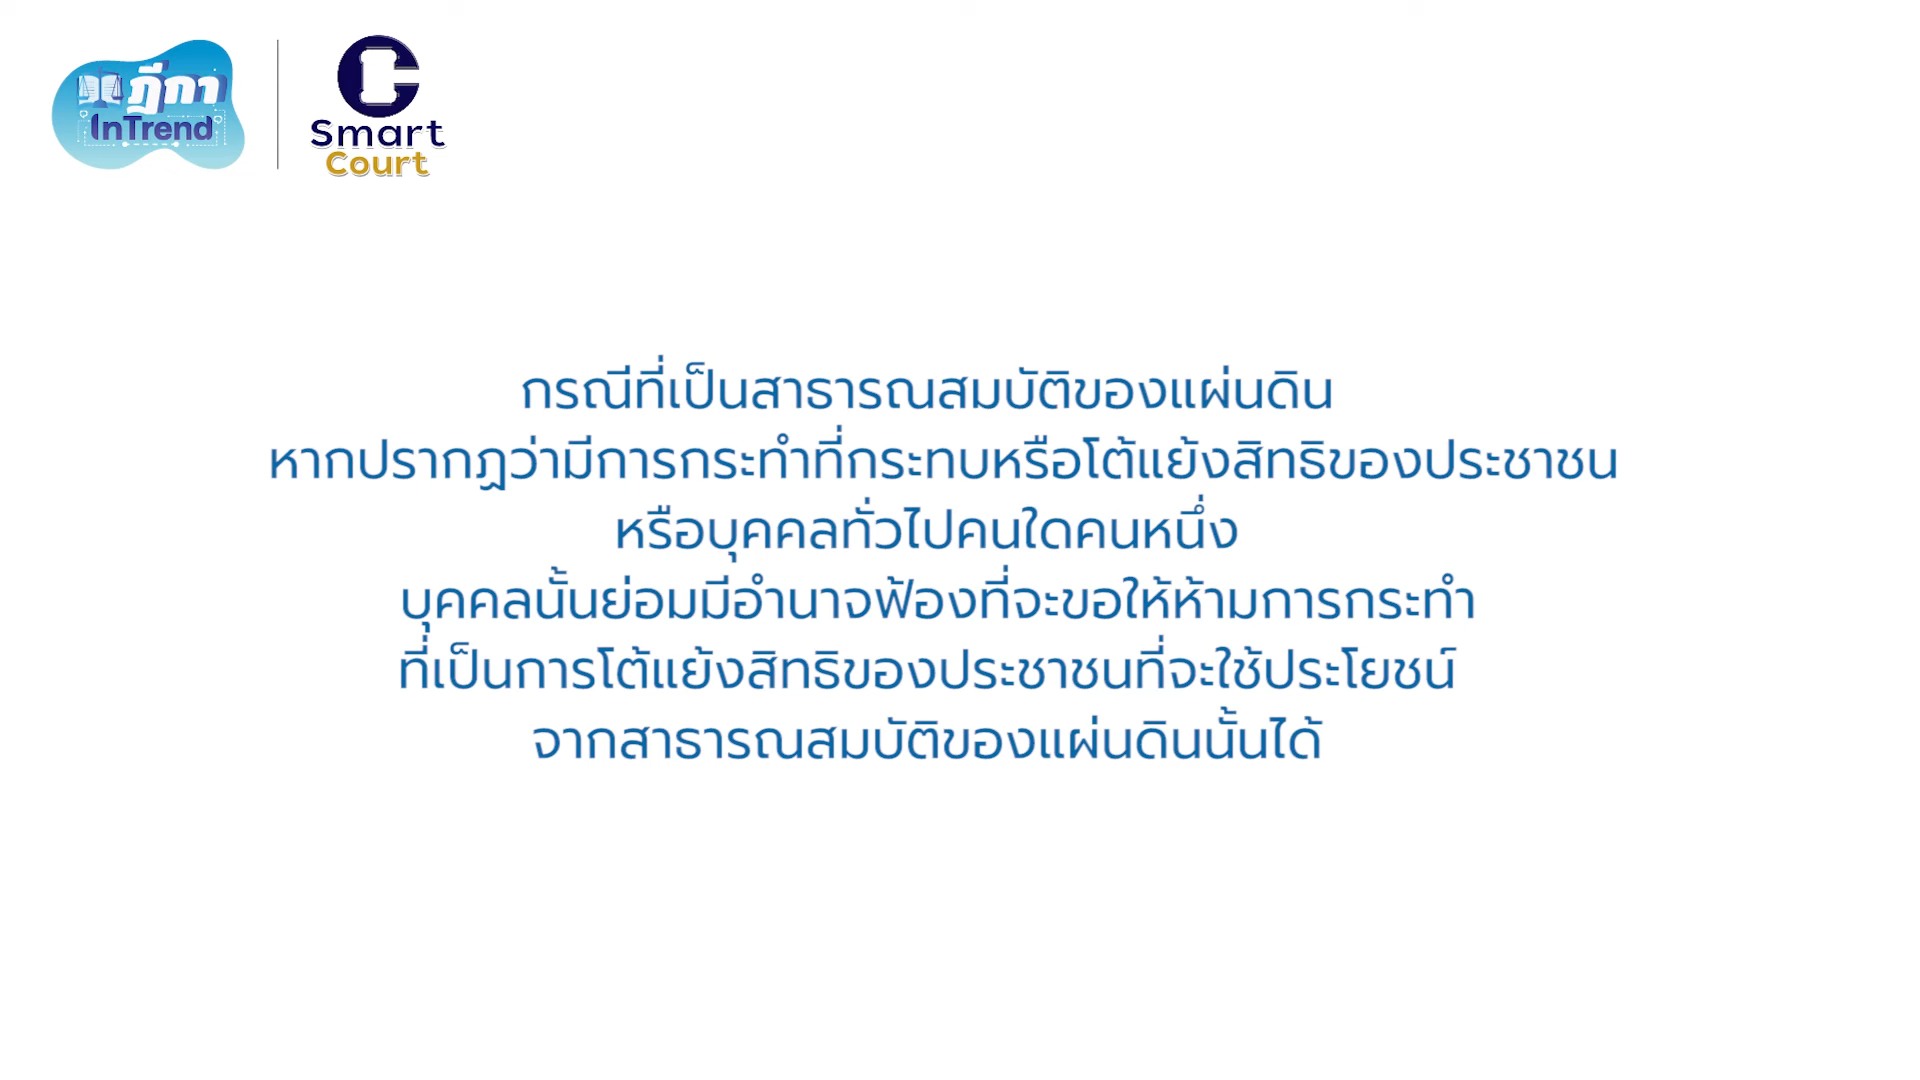 ฎีกา
InTrend
Smart
Court
กรณีที่เป็นสาธารณสมบัติของแผ่นดิน
หากปรากฏว่ามีการกระทำที่กระทบหรือโต้แย้งสิทธิของประชาชน
หรือบุคคลทั่วไปคนใดคนหนึ่ง
บุคคลนั้นย่อมมีอำนาจฟ้องที่จะขอให้ห้ามการกระทำ
ที่เป็นการโต้แย้งสิทธิของประชาชนที่จะใช้ประโยชน์
จากสาธารณสมบัติของแผ่นดินนั้นได้